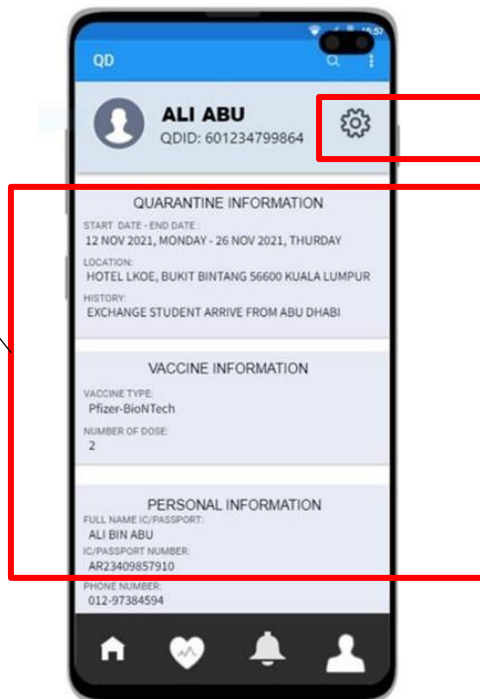 15:57
QD
ALI ABU
QDID: 601234799864
QUARANTINE INFORMATION
START DATE - END DATE :
12 NOV 2021, MONDAY - 26 NOV 2021, THURDAY
LOCATION:
HOTEL LKOE, BUKIT BINTANG 56600 KUALA LUMPUR
HISTORY:
EXCHANGE STUDENT ARRIVE FROM ABU DHABI
VACCINE INFORMATION
VACCINE TYPE:
Pfizer-BioNTech
NUMBER OF DOSE:
2
PERSONAL INFORMATION
FULL NAME IC/PASSPORT:
ALI BIN ABU
IC/PASSPORT NUMBER:
AR23409857910
PHONE NUMBER:
012-97384594